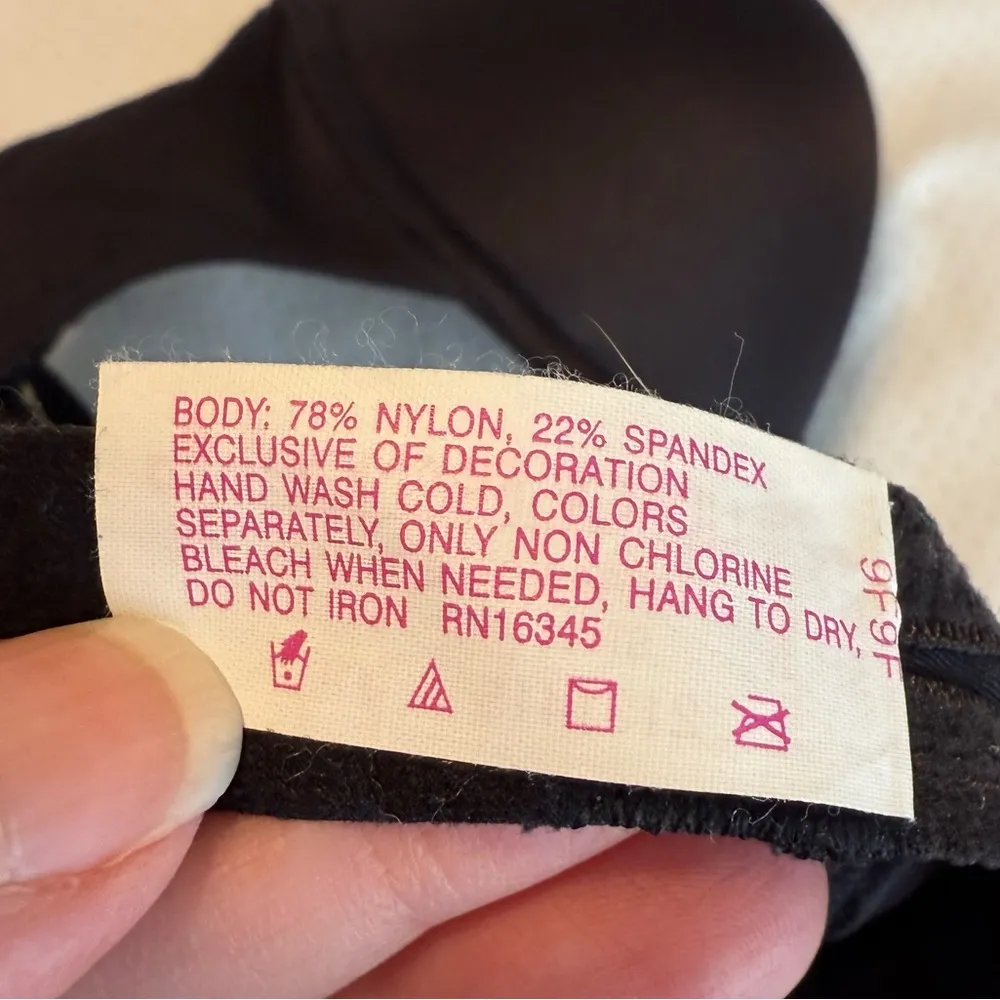 BODY: 78% NYLON, 22% SPANDEX
EXCLUSIVE OF DECORATION
HAND WASH COLD, COLORS
SEPARATELY, ONLY NON CHLORINE
BLEACH WHEN NEEDED, HANG TO DRY,
DO NOT IRON RN16345
9F9F